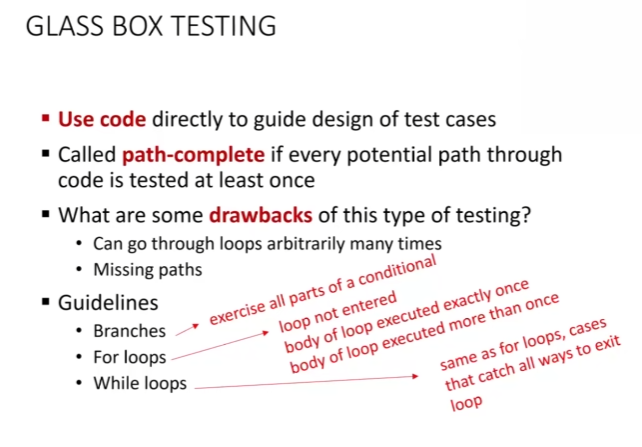 GLASS BOX TESTING
Use code directly to guide design of test cases
Called path-complete if every potential path through
code is tested at least once
What are some drawbacks of this type of testing?
Can go through loops arbitrarily many times
Missing paths
Guidelines
Branches
exercise all parts of a conditional
For loops
loop not entered
body of loop executed exactly once
body of loop executed more than once
While loops
same as for loops, cases
that catch all ways to exit
loop